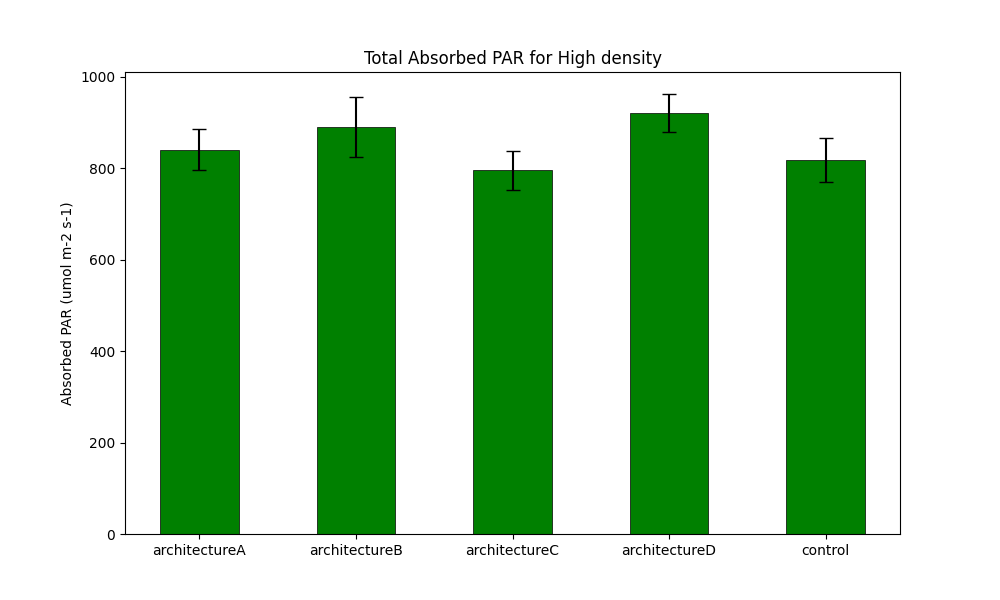 Total Absorbed PAR for High density
Absorbed PAR (umol m-2 s-1)
1000
800
600
400
200
0
architectureA architectureB architectureC architectureD control